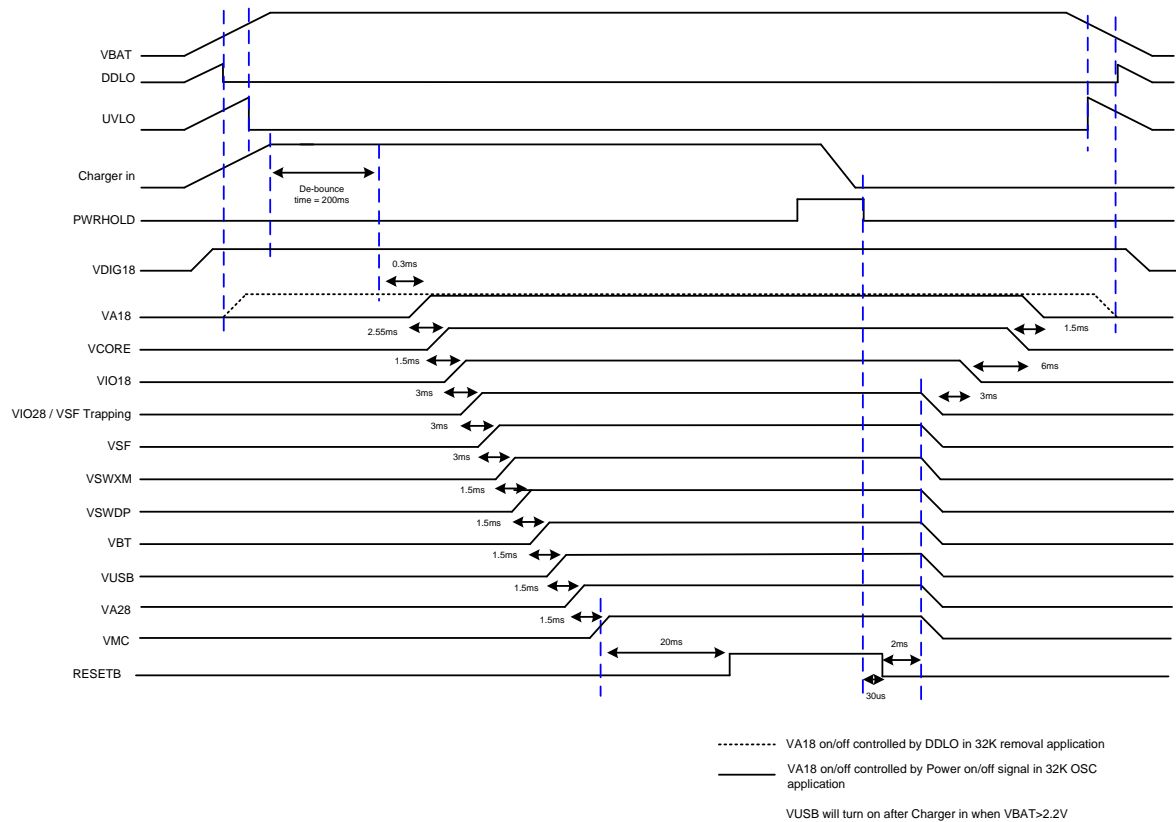 VBAT
DDLO
UVLO
Charger in
De-bounce
time = 200ms
PWRHOLD
VDIG18
0.3ms
VA18
2.55ms
1.5ms
VCORE
1.5ms
6ms
VIO18
3ms
3ms
VIO28 / VSF Trapping
3ms
VSF
3ms
VSWXM
1.5ms
VSWDP
1.5ms
VBT
1.5ms
VUSB
1.5ms
VA28
1.5ms
VMC
20ms
2ms
RESETB
30us
VA18 on/off controlled by DDLO in 32K removal application
VA18 on/off controlled by Power on/off signal in 32K OSC
application
VUSB will turn on after Charger in when VBAT>2.2V